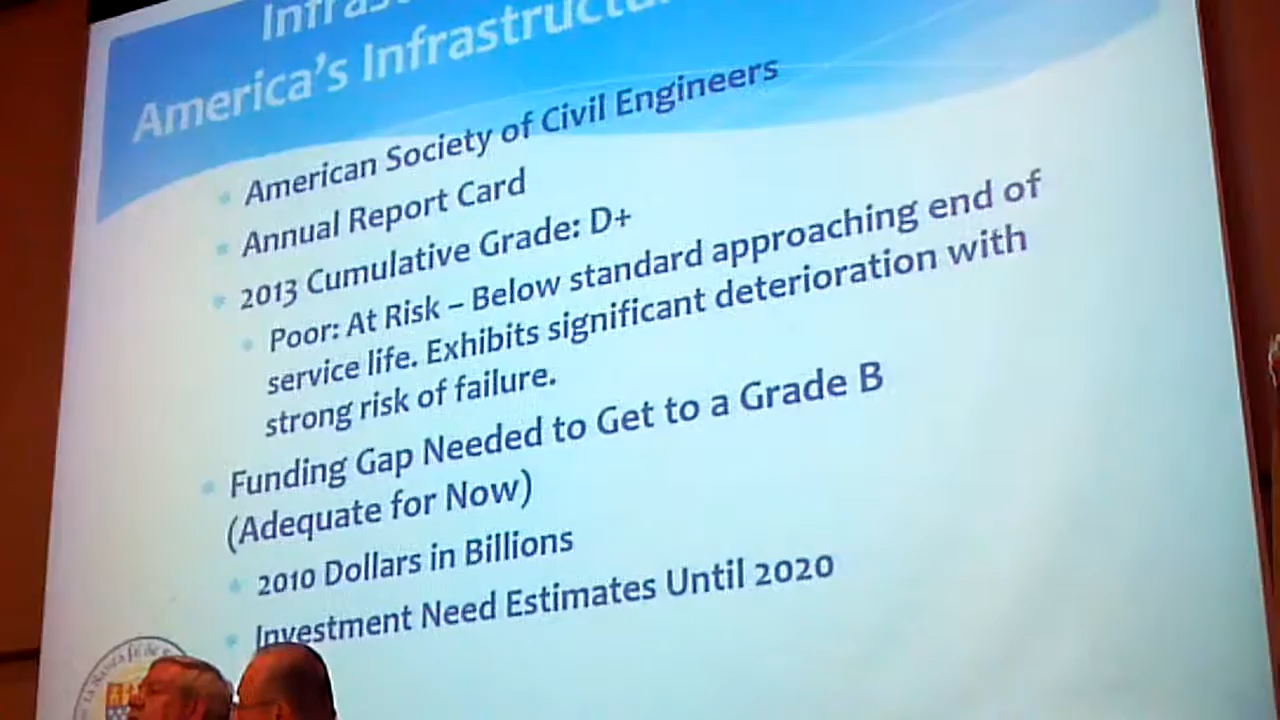 America's
American Society of Civil Engineers
Annual Report Card
2013 Cumulative Grade: D+
Poor: At Risk – Below standard approaching end of
service life. Exhibits significant deterioration with
strong risk of failure.
Funding Gap Needed to Get to a Grade B
(Adequate for Now)
2010 Dollars in Billions
Investment Need Estimates Until 2020